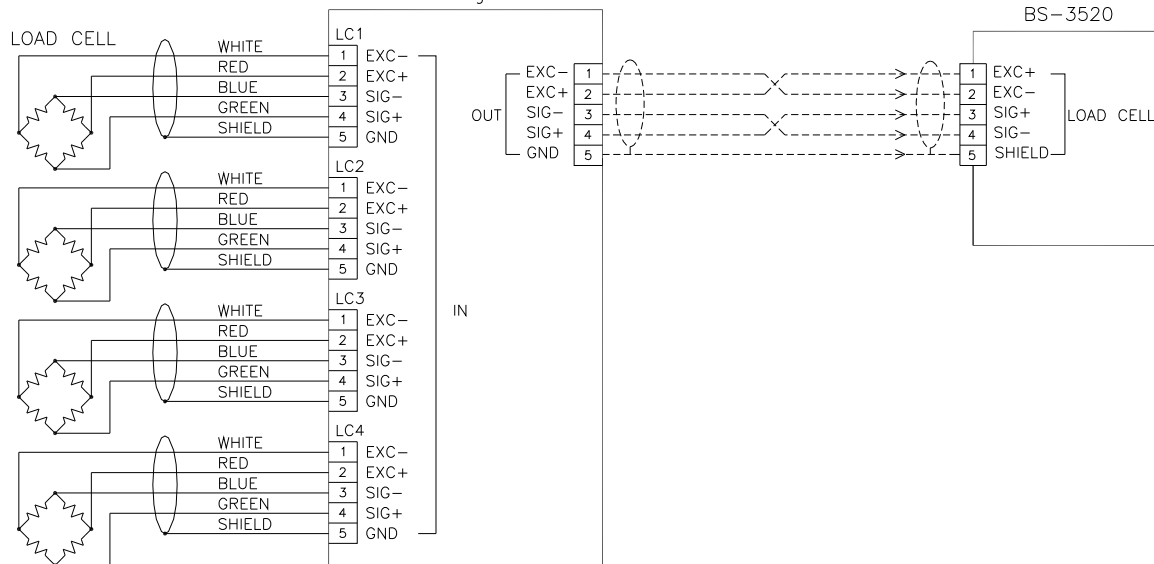 LOAD CELL
WHITE
RED
BLUE
GREEN
SHIELD
LC1
1 EXC-
2 EXC+
3 SIG-
4 SIG+
5 GND
WHITE
RED
BLUE
GREEN
SHIELD
LC2
1 EXC-
2 EXC+
3 SIG-
4 SIG+
5 GND
WHITE
RED
BLUE
GREEN
SHIELD
LC3
1 EXC-
2 EXC+
3 SIG-
4 SIG+
5 GND
WHITE
RED
BLUE
GREEN
SHIELD
LC4
1 EXC-
2 EXC+
3 SIG-
4 SIG+
5 GND
IN
OUT
EXC- 1
EXC+ 2
SIG- 3
SIG+ 4
GND 5
BS-3520
1 EXC+
2 EXC-
3 SIG+
4 SIG-
5 SHIELD
LOAD CELL